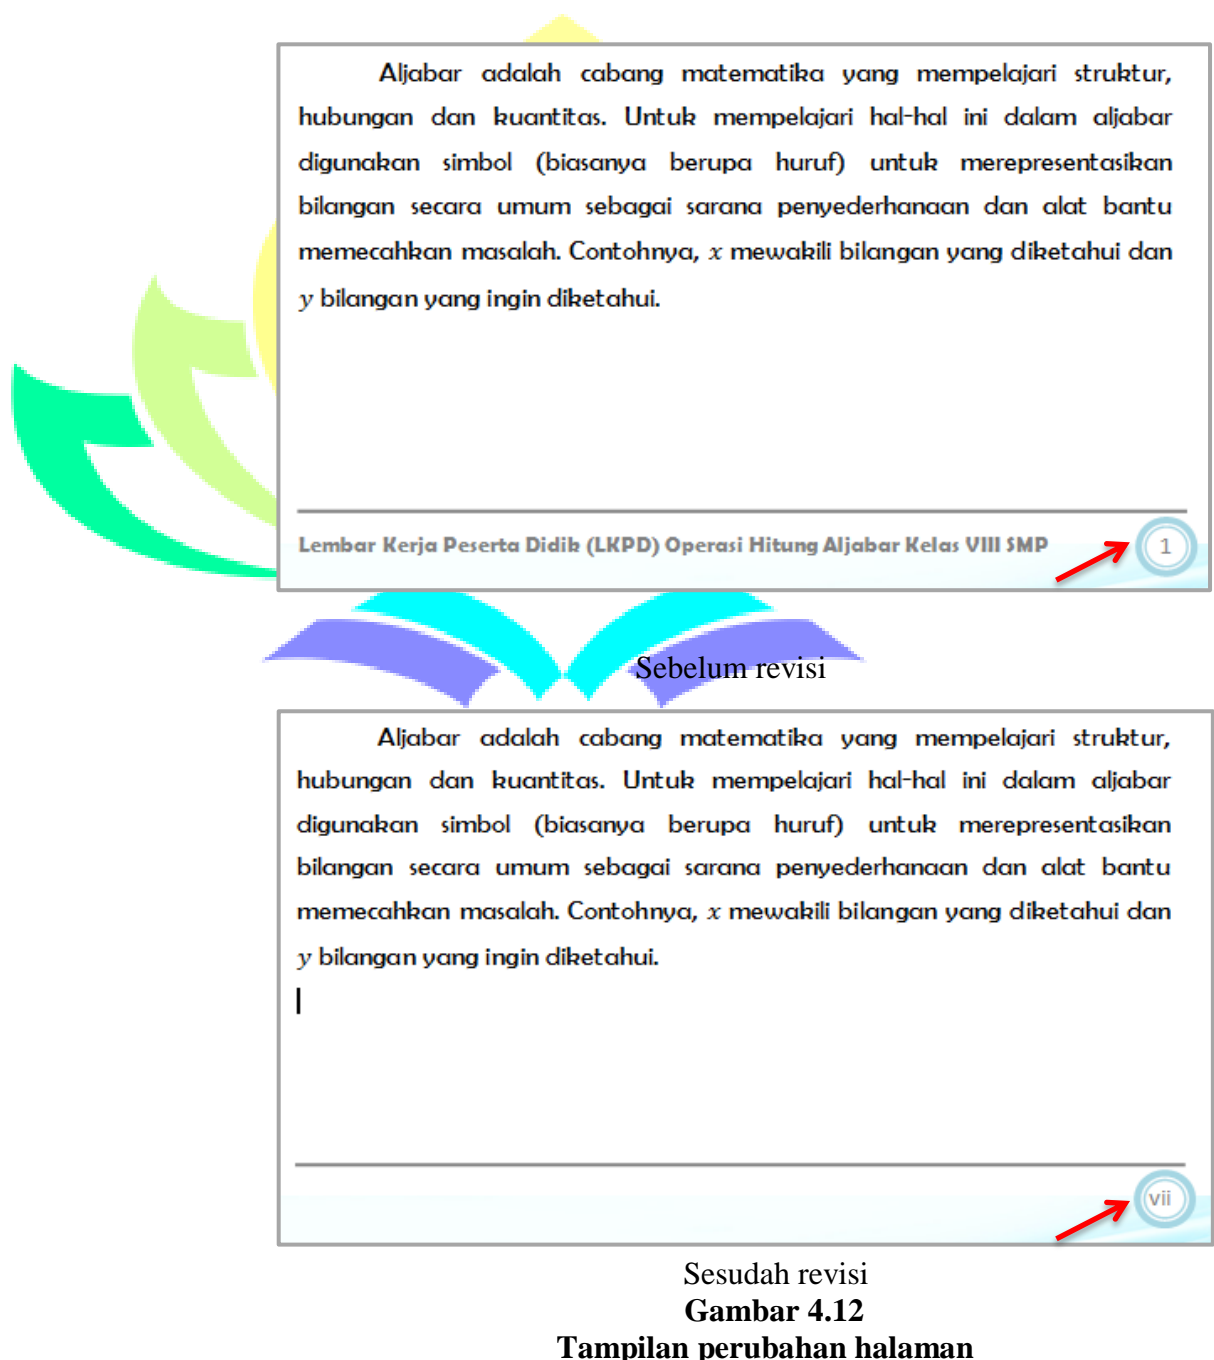 Aljabar adalah cabang matematika yang mempelajari struktur,
hubungan dan kuantitas. Untuk mempelajari hal-hal ini dalam aljabar
digunakan simbol (biasanya berupa huruf) untuk merepresentasikan
bilangan secara umum sebagai sarana penyederhanaan dan alat bantu
memecahkan masalah. Contohnya, x mewakili bilangan yang diketahui dan
y bilangan yang ingin diketahui.
Lembar Kerja Peserta Didik (LKPD) Operasi Hitung Aljabar Kelas VIII SMP 1
Sebelum revisi
Aljabar adalah cabang matematika yang mempelajari struktur,
hubungan dan kuantitas. Untuk mempelajari hal-hal ini dalam aljabar
digunakan simbol (biasanya berupa huruf) untuk merepresentasikan
bilangan secara umum sebagai sarana penyederhanaan dan alat bantu
memecahkan masalah. Contohnya, x mewakili bilangan yang diketahui dan
y bilangan yang ingin diketahui.
vii
Sesudah revisi
Gambar 4.12
Tampilan perubahan halaman